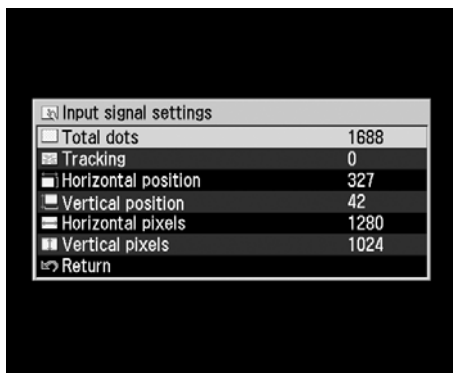 Input signal settings
Total dots 1688
Tracking 0
Horizontal position 327
Vertical position 42
Horizontal pixels 1280
Vertical pixels 1024
Return